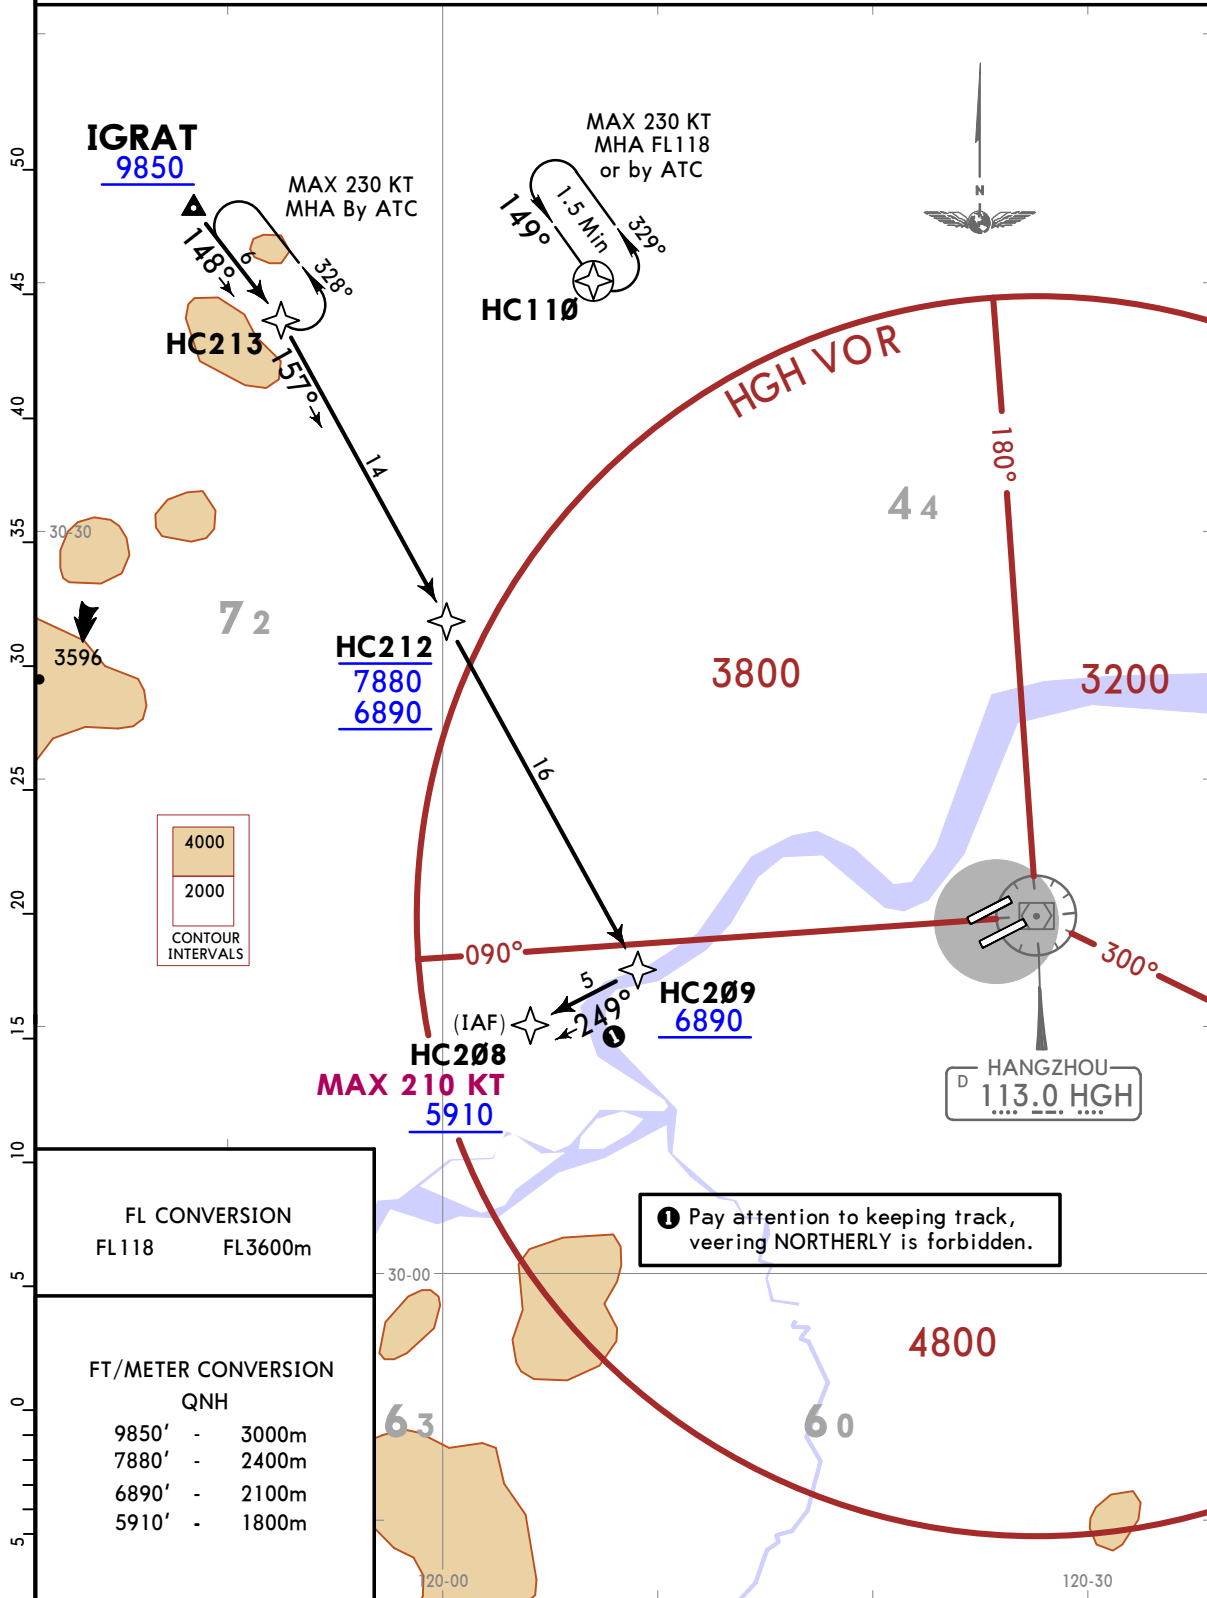 IGRAT
9850
MAX 230 KT
MHA By ATC
148°
6
328°
HC213
157°
14
MAX 230 KT
MHA FL118
or by ATC
1.5 Min
149°
329°
HC11Ø
N
HGH VOR
180°
44
30-30
72
3596
HC212
7880
6890
3800
3200
16
4000
2000
CONTOUR
INTERVALS
090°
300°
5
249°
1
HC2Ø9
6890
(IAF)
HC2Ø8
MAX 210 KT
5910
HANGZHOU
D 113.0 HGH
1 Pay attention to keeping track,
veering NORTHERLY is forbidden.
FL CONVERSION
FL118 FL3600m
30-00
4800
FT/METER CONVERSION
QNH
9850' - 3000m
7880' - 2400m
6890' - 2100m
5910' - 1800m
63
60
120-00
120-30
50
45
40
35
30
25
20
15
10
5
0
5